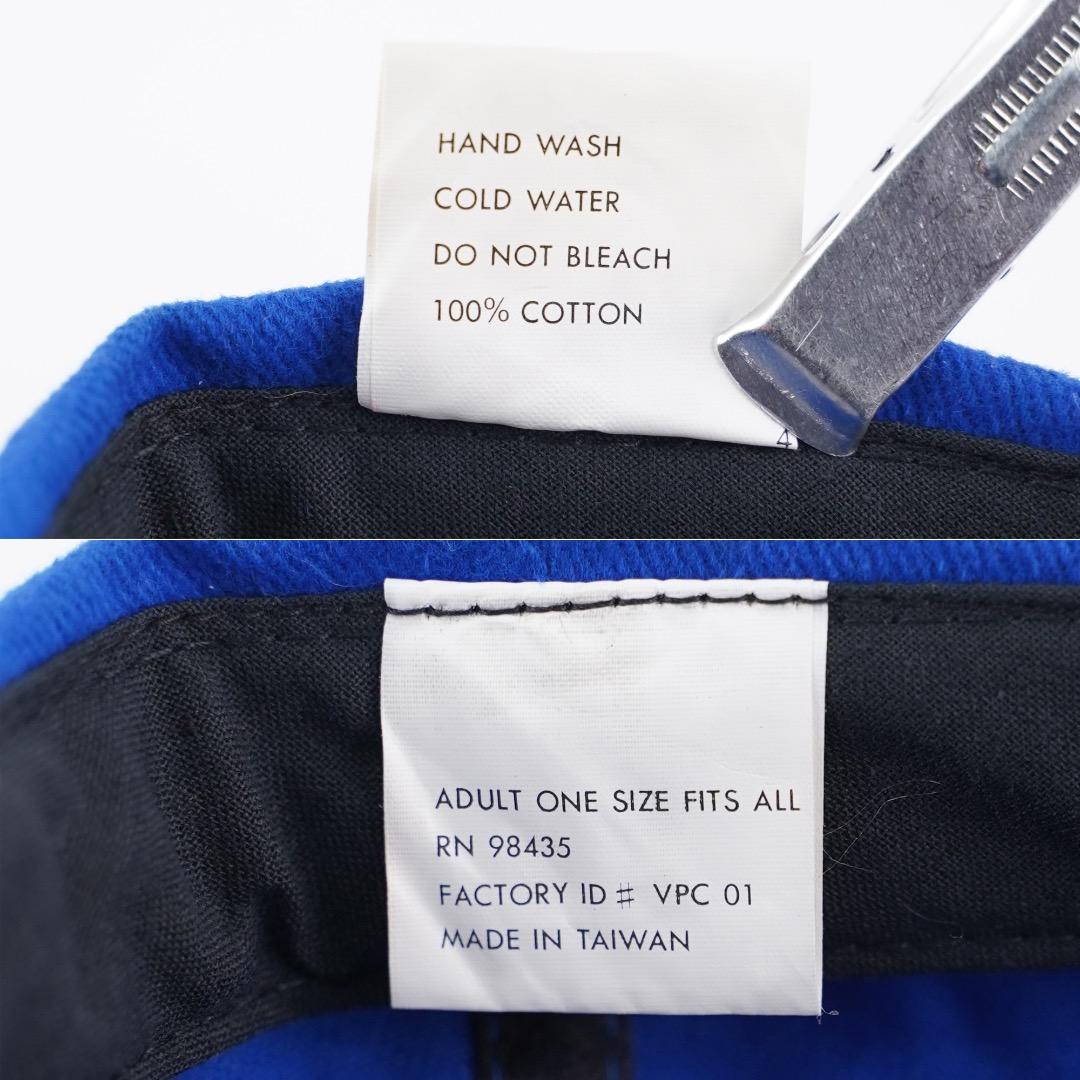 HAND WASH
COLD WATER
DO NOT BLEACH
100% COTTON
4
ADULT ONE SIZE FITS ALL
RN 98435
FACTORY ID # VPC 01
MADE IN TAIWAN